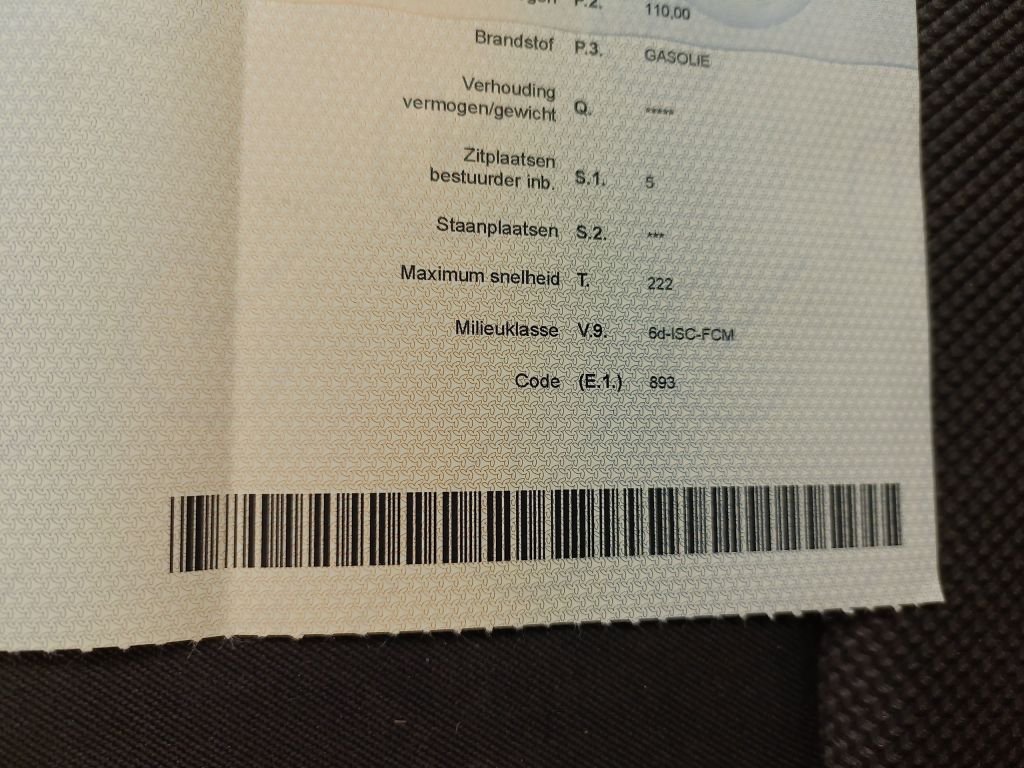 P.2. 110,00
Brandstof P.3. GASOLIE
Verhouding
vermogen/gewicht Q. *****
Zitplaatsen
bestuurder inb. S.1. 5
Staanplaatsen S.2. ***
Maximum snelheid T. 222
Milieuklasse V.9. 6d-ISC-FCM
Code (E.1.) 893